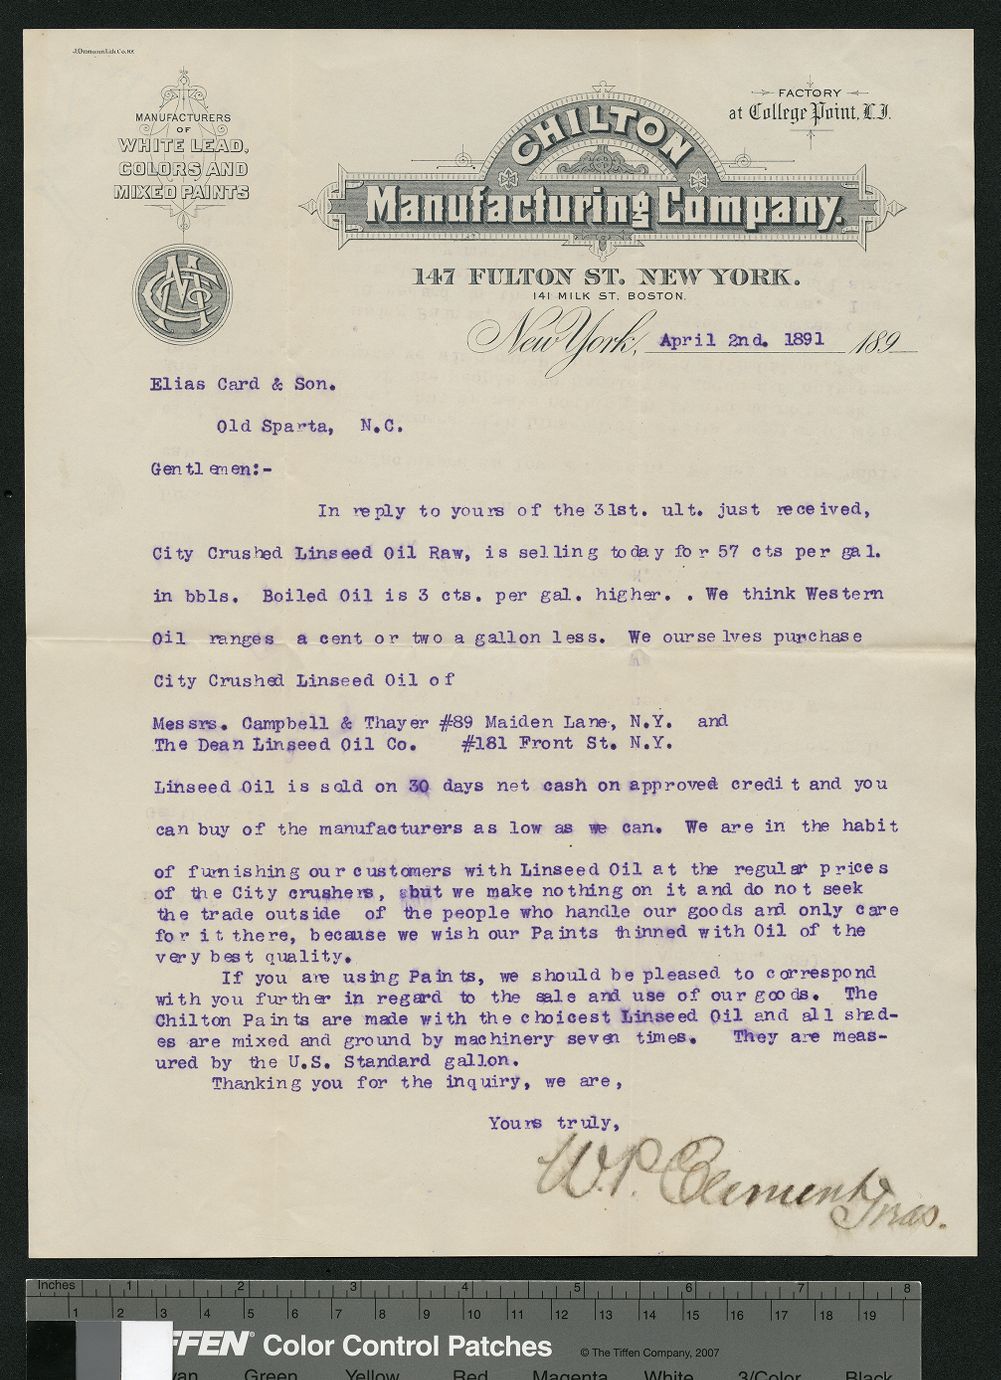 J. Ottmann Lith. Co. N.Y.
MANUFACTURERS
OF
WHITE LEAD,
COLORS AND
MIXED PAINTS
FACTORY
at College Point, L.I.
CHILTON
Manufacturing Company.
147 FULTON ST. NEW YORK.
141 MILK ST. BOSTON.
New York, April 2nd. 1891 189
Elias Card & Son.
Old Sparta, N.C.
Gentlemen:-
In reply to yours of the 31st. ult. just received,
City Crushed Linseed Oil Raw, is selling today for 57 cts per gal.
in bbls. Boiled Oil is 3 cts. per gal. higher. . We think Western
Oil ranges a cent or two a gallon less. We ourselves purchase
City Crushed Linseed Oil of
Messrs. Campbell & Thayer #89 Maiden Lane, N.Y. and
The Dean Linseed Oil Co. #181 Front St. N.Y.
Linseed Oil is sold on 30 days net cash on approved credit and you
can buy of the manufacturers as low as we can. We are in the habit
of furnishing our customers with Linseed Oil at the regular prices
of the City crushers, but we make nothing on it and do not seek
the trade outside of the people who handle our goods and only care
for it there, because we wish our Paints thinned with Oil of the
very best quality.
If you are using Paints, we should be pleased to correspond
with you further in regard to the sale and use of our goods. The
Chilton Paints are made with the choicest Linseed Oil and all shad-
es are mixed and ground by machinery seven times. They are meas-
ured by the U.S. Standard gallon.
Thanking you for the inquiry, we are,
Yours truly,
W.P. Clement
Treas.
Inches 1 2 3 4 5 6 7 8
1 2 3 4 5 6 7 8 9 10 11 12 13 14 15 16 17 18 19
FFEN® Color Control Patches © The Tiffen Company, 2007
yan Green Yellow Red Magenta White 3/Color Black